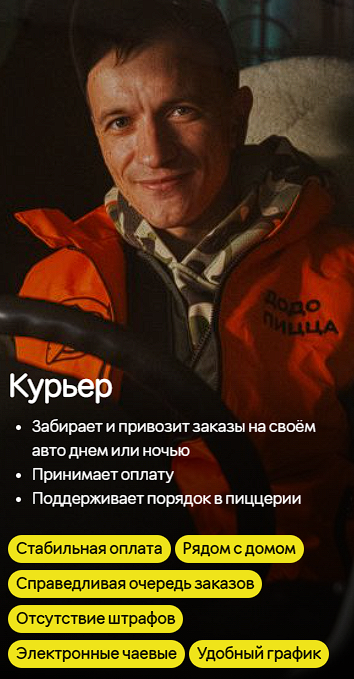 ДОДО
ПИЦЦА
Курьер
• Забирает и привозит заказы на своём
авто днем или ночью
• Принимает оплату
• Поддерживает порядок в пиццерии
Стабильная оплата Рядом с домом
Справедливая очередь заказов
Отсутствие штрафов
Электронные чаевые Удобный график